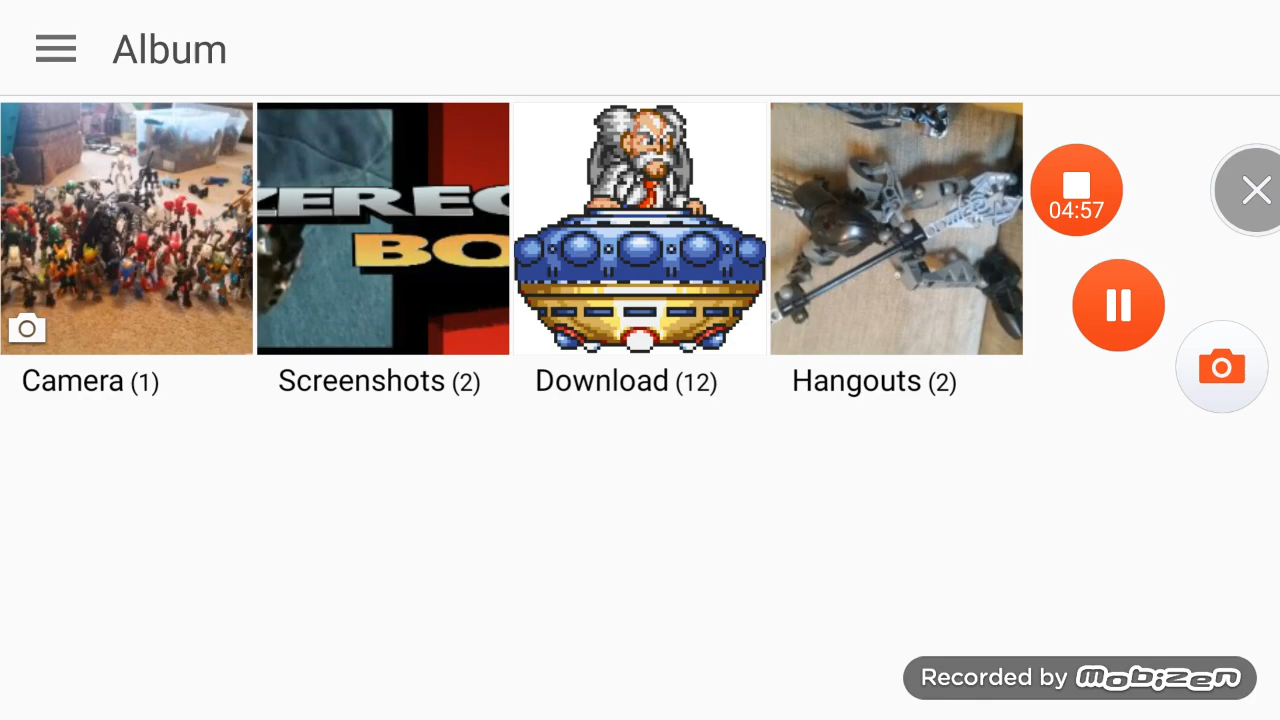 Album
ZEREC
BO
04:57
Camera (1)
Screenshots (2)
Download (12)
Hangouts (2)
Recorded by mobizen